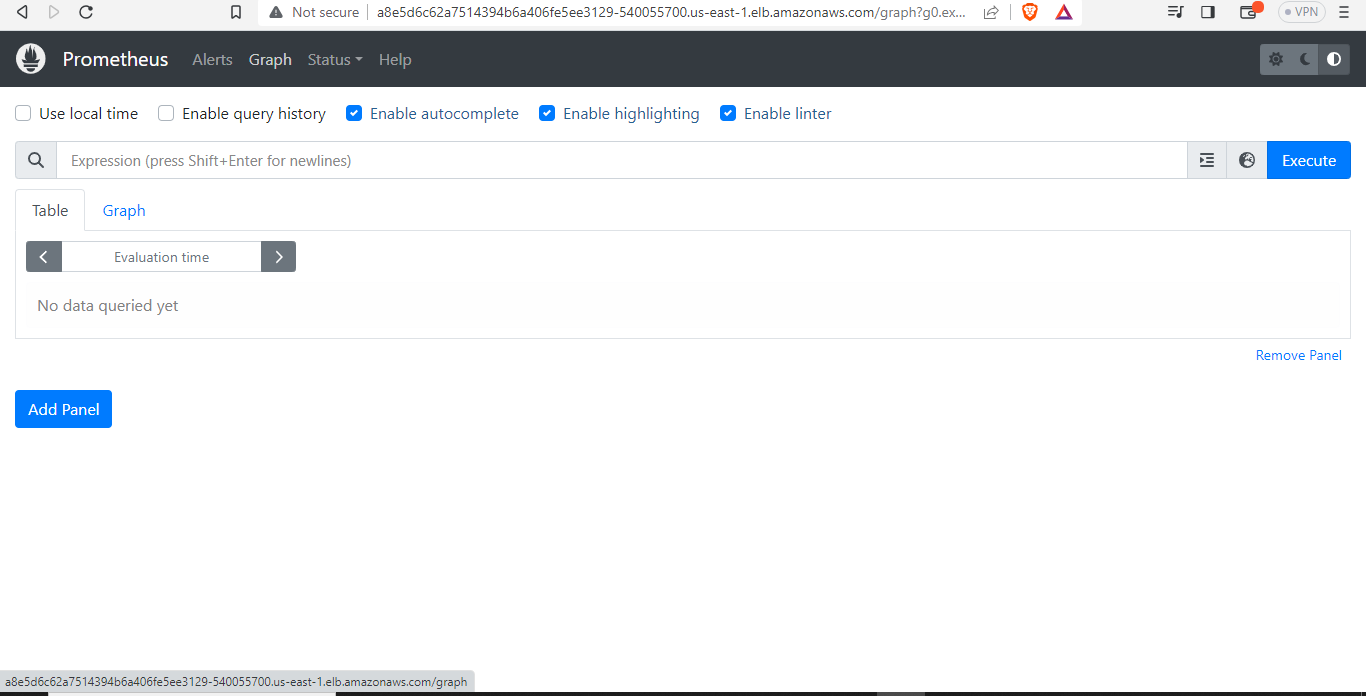 Not secure a8e5d6c62a7514394b6a406fe5ee3129-540055700.us-east-1.elb.amazonaws.com/graph?g0.ex... VPN
Prometheus Alerts Graph Status Help
Use local time Enable query history Enable autocomplete Enable highlighting Enable linter
Expression (press Shift+Enter for newlines) Execute
Table Graph
Evaluation time
No data queried yet
Remove Panel
Add Panel
a8e5d6c62a7514394b6a406fe5ee3129-540055700.us-east-1.elb.amazonaws.com/graph